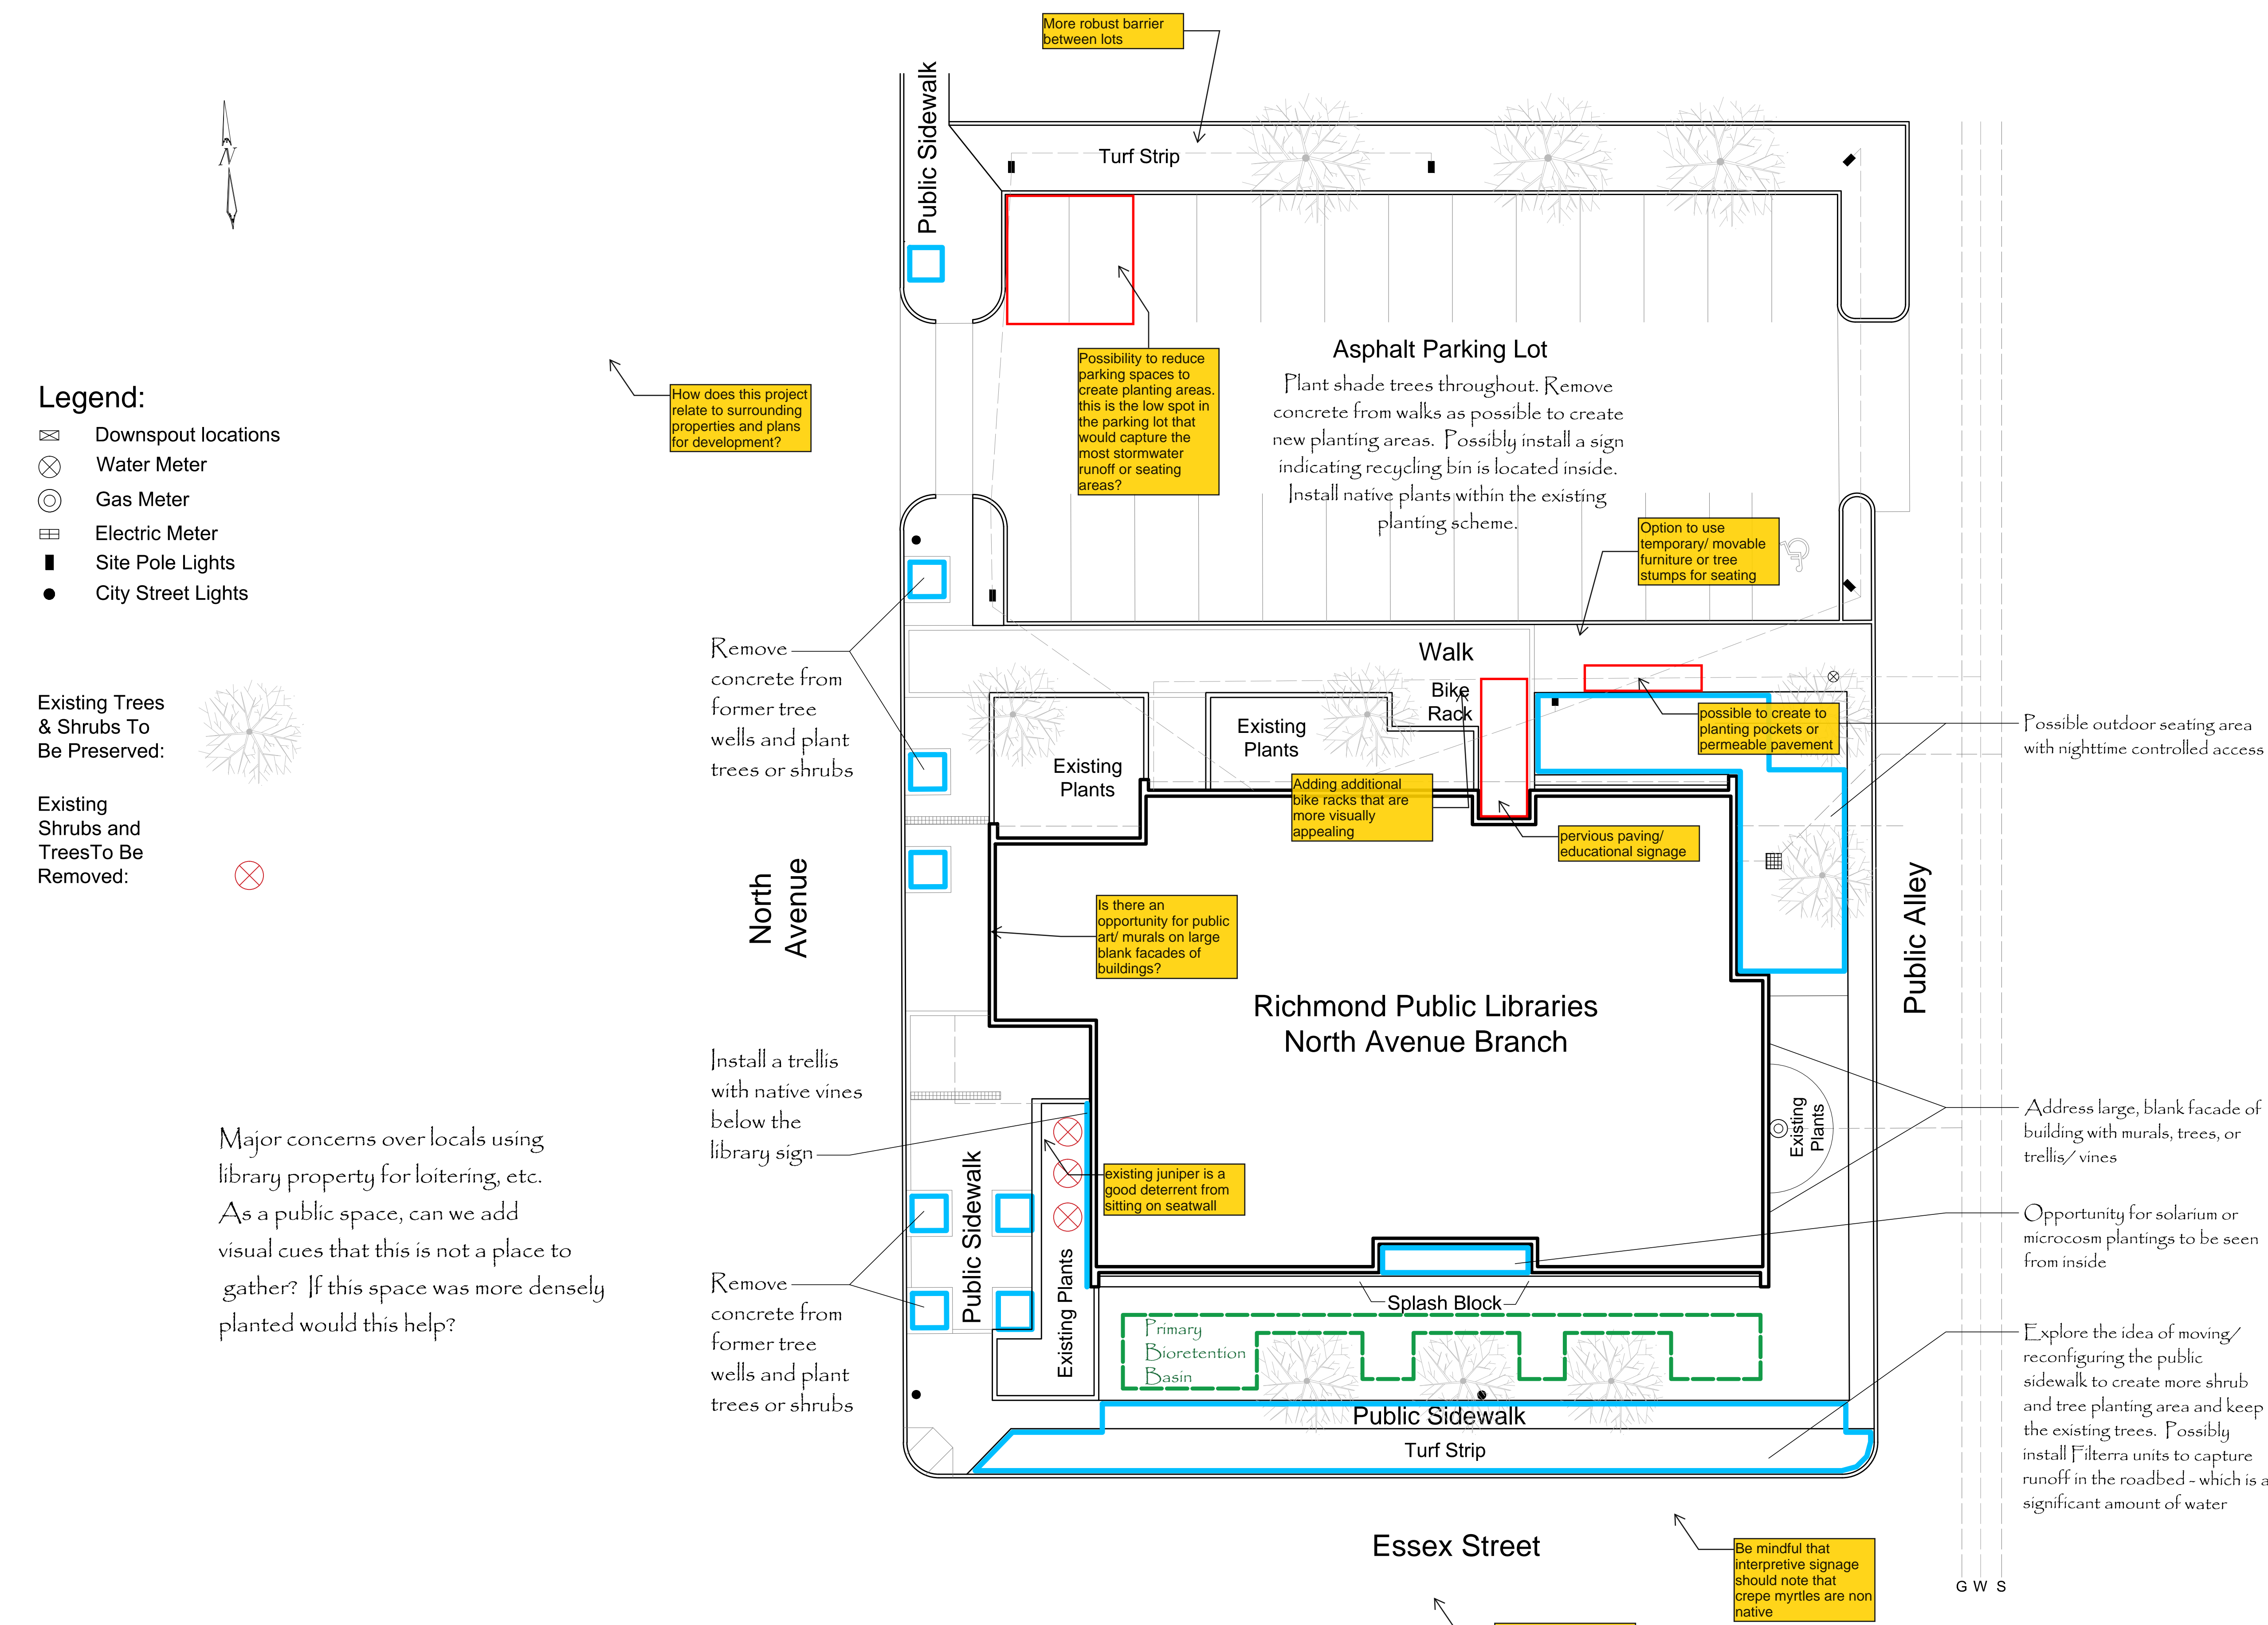 More robust barrier
between lots
Public Sidewalk
Turf Strip
N
Legend:
Downspout locations
Water Meter
Gas Meter
Electric Meter
Site Pole Lights
City Street Lights
Existing Trees
& Shrubs To
Be Preserved:
Existing
Shrubs and
TreesTo Be
Removed:
How does this project
relate to surrounding
properties and plans
for development?
Possibility to reduce
parking spaces to
create planting areas.
this is the low spot in
the parking lot that
would capture the
most stormwater
runoff or seating
areas?
Asphalt Parking Lot
Plant shade trees throughout. Remove
concrete from walks as possible to create
new planting areas. Possibly install a sign
indicating recycling bin is located inside.
Install native plants within the existing
planting scheme.
Option to use
temporary/ movable
furniture or tree
stumps for seating
Remove
concrete from
former tree
wells and plant
trees or shrubs
Walk
Bike
Rack
Existing
Plants
Existing
Plants
possible to create to
planting pockets or
permeable pavement
Possible outdoor seating area
with nighttime controlled access
Adding additional
bike racks that are
more visually
appealing
pervious paving/
educational signage
North
Avenue
Is there an
opportunity for public
art/ murals on large
blank facades of
buildings?
Public Alley
Richmond Public Libraries
North Avenue Branch
Install a trellis
with native vines
below the
library sign
Existing
Plants
Address large, blank facade of
building with murals, trees, or
trellis/ vines
Major concerns over locals using
library property for loitering, etc.
As a public space, can we add
visual cues that this is not a place to
gather? If this space was more densely
planted would this help?
existing juniper is a
good deterrent from
sitting on seatwall
Public Sidewalk
Existing Plants
Opportunity for solarium or
microcosm plantings to be seen
from inside
Remove
concrete from
former tree
wells and plant
trees or shrubs
Splash Block
Primary
Bioretention
Basin
Explore the idea of moving/
reconfiguring the public
sidewalk to create more shrub
and tree planting area and keep
the existing trees. Possibly
install Filterra units to capture
runoff in the roadbed - which is a
significant amount of water
Public Sidewalk
Turf Strip
Essex Street
Be mindful that
interpretive signage
should note that
crepe myrtles are non
native
G W S